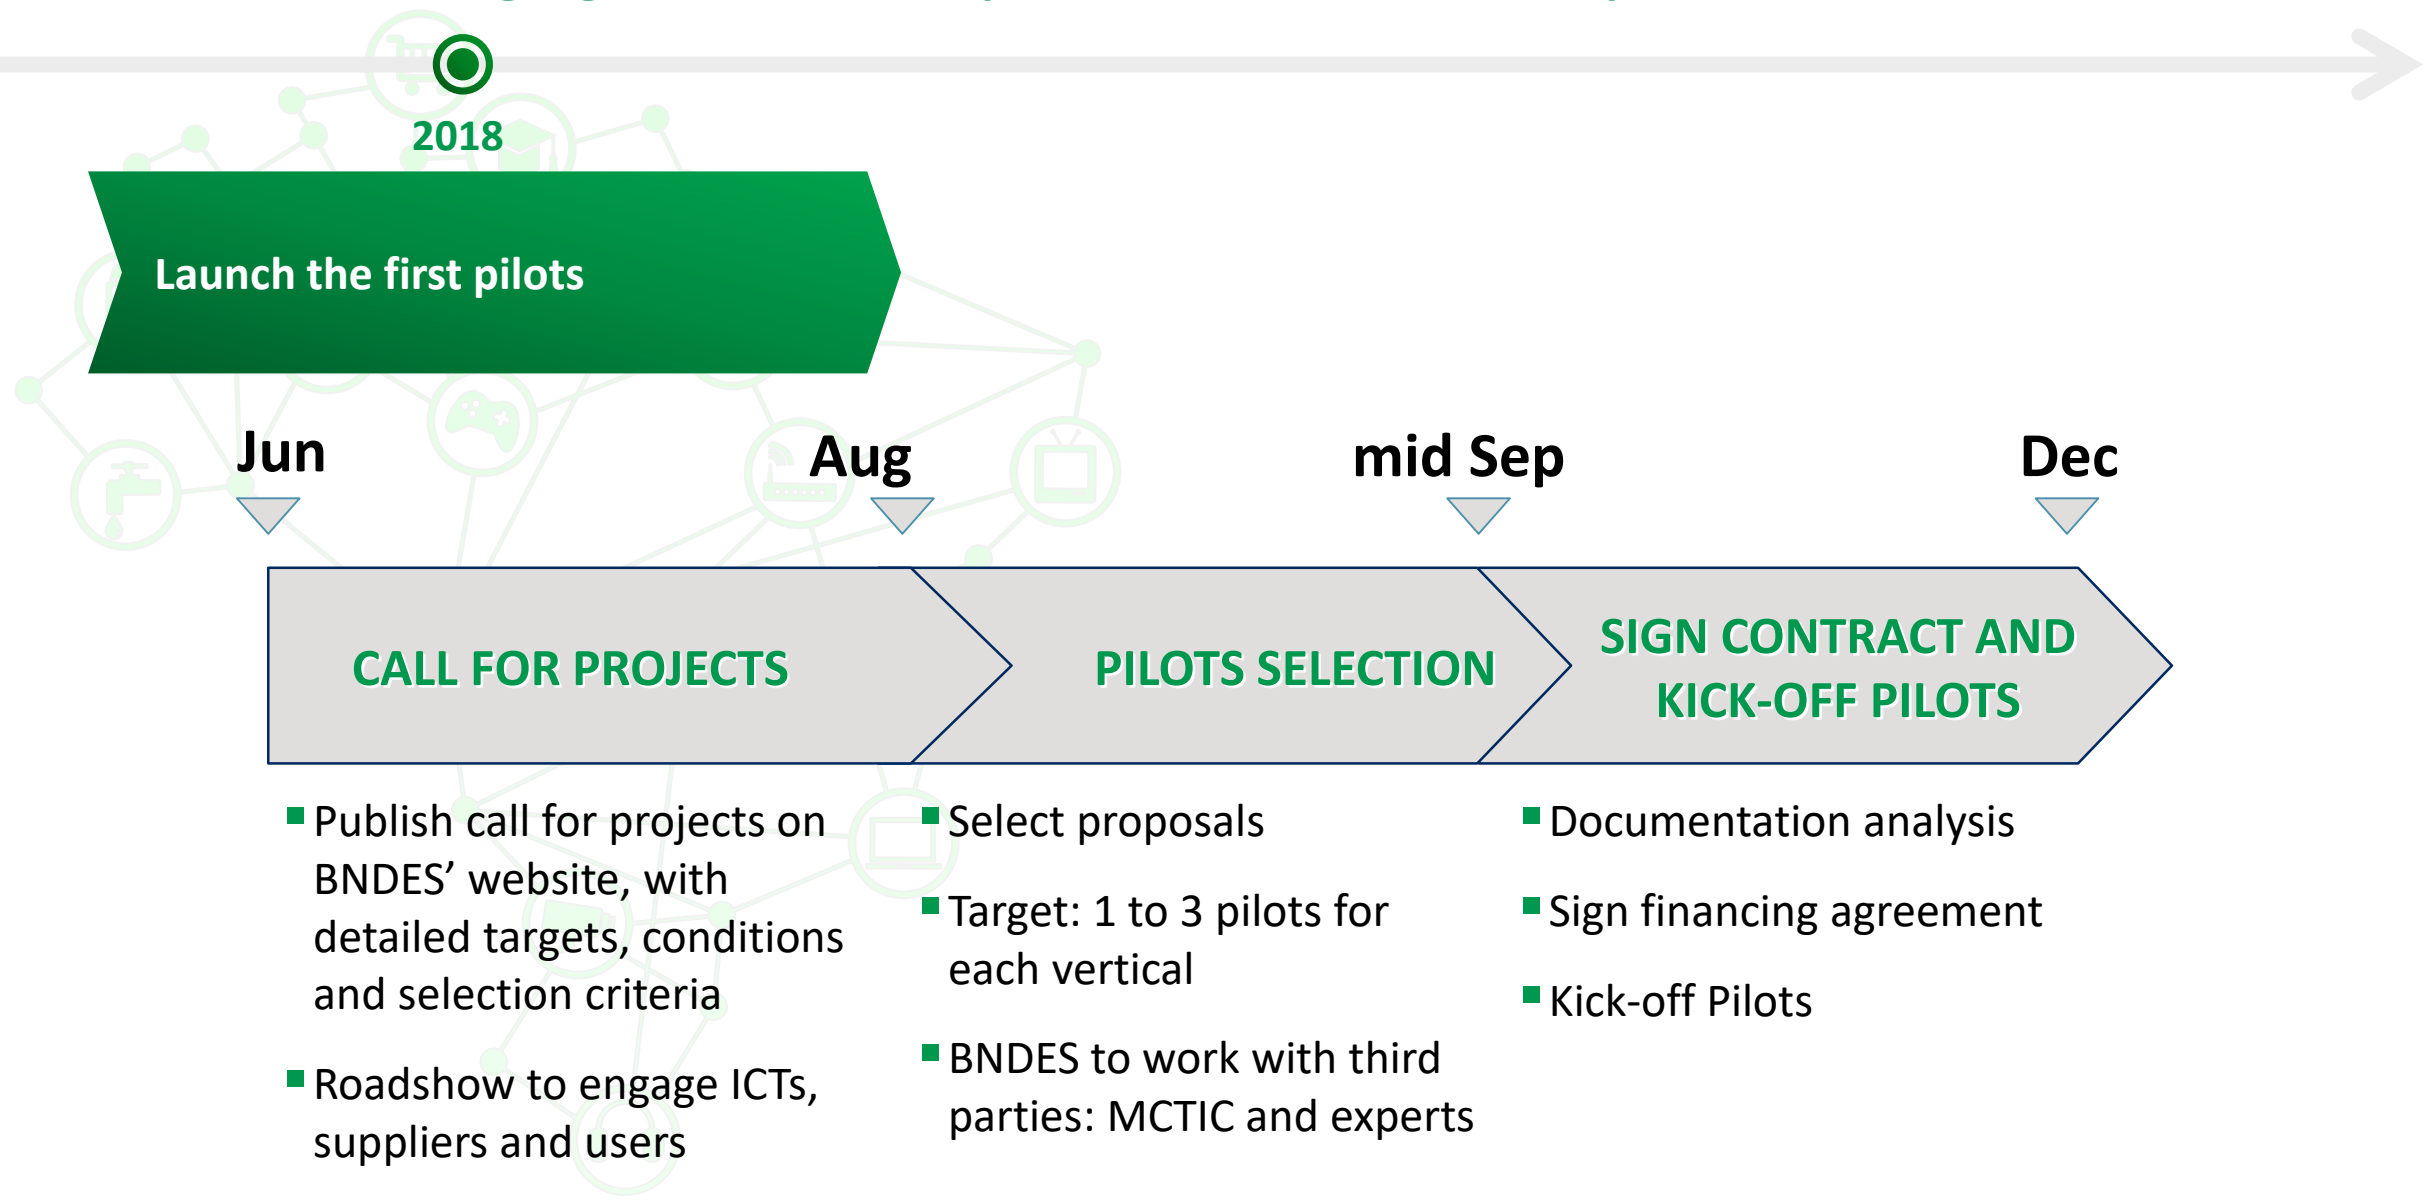 2018
Launch the first pilots
Jun
Aug
mid Sep
Dec
CALL FOR PROJECTS
PILOTS SELECTION
SIGN CONTRACT AND
KICK-OFF PILOTS
Publish call for projects on
BNDES’ website, with
detailed targets, conditions
and selection criteria
Roadshow to engage ICTs,
suppliers and users
Select proposals
Target: 1 to 3 pilots for
each vertical
BNDES to work with third
parties: MCTIC and experts
Documentation analysis
Sign financing agreement
Kick-off Pilots